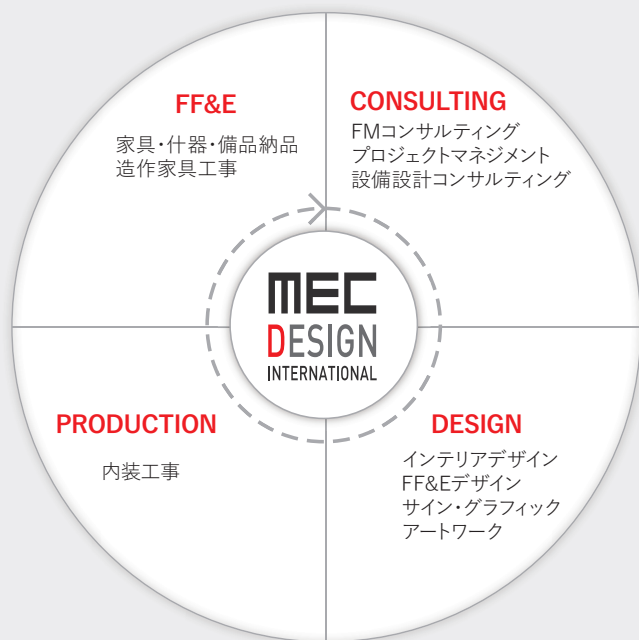 FF&E
家具・什器・備品納品
造作家具工事
CONSULTING
FMコンサルティング
プロジェクトマネジメント
設備設計コンサルティング
MEC
DESIGN
INTERNATIONAL
PRODUCTION
内装工事
DESIGN
インテリアデザイン
FF&Eデザイン
サイン・グラフィック
アートワーク